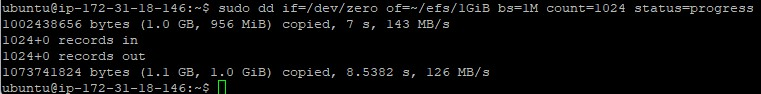 ubuntu@ip-172-31-18-146:~$ sudo dd if=/dev/zero of=~/efs/1GiB bs=1M count=1024 status=progress
1002438656 bytes (1.0 GB, 956 MiB) copied, 7 s, 143 MB/s
1024+0 records in
1024+0 records out
1073741824 bytes (1.1 GB, 1.0 GiB) copied, 8.5382 s, 126 MB/s
ubuntu@ip-172-31-18-146:~$